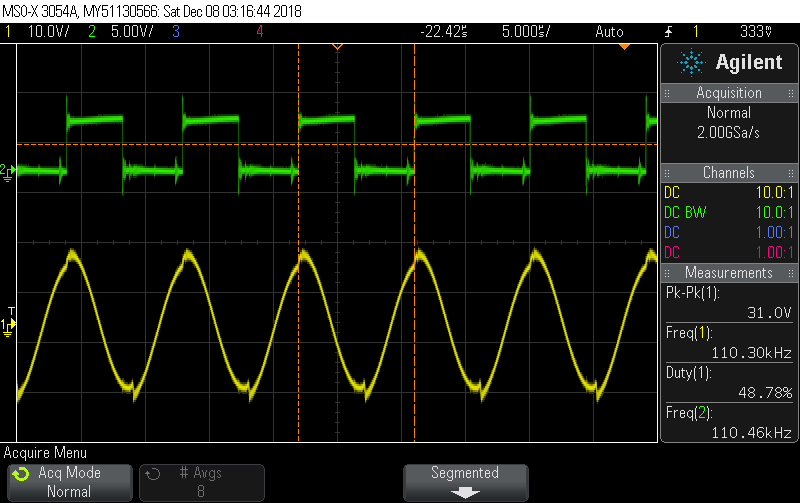 MSO-X 3054A, MY51130566: Sat Dec 08 03:16:44 2018
1 10.0V/ 2 5.00V/ 3 4 -22.42s 5.000s/ Auto 1 333V
Agilent
Acquisition
Normal
2.00GSa/s
Channels
DC 10.0:1
DC BW 10.0:1
DC 1.00:1
DC 1.00:1
Measurements
Pk-Pk(1):
31.0V
Freq(1):
110.30kHz
Duty(1):
48.78%
Freq(2):
110.46kHz
2
T
1
Acquire Menu
Acq Mode
Normal
# Avgs
8
Segmented